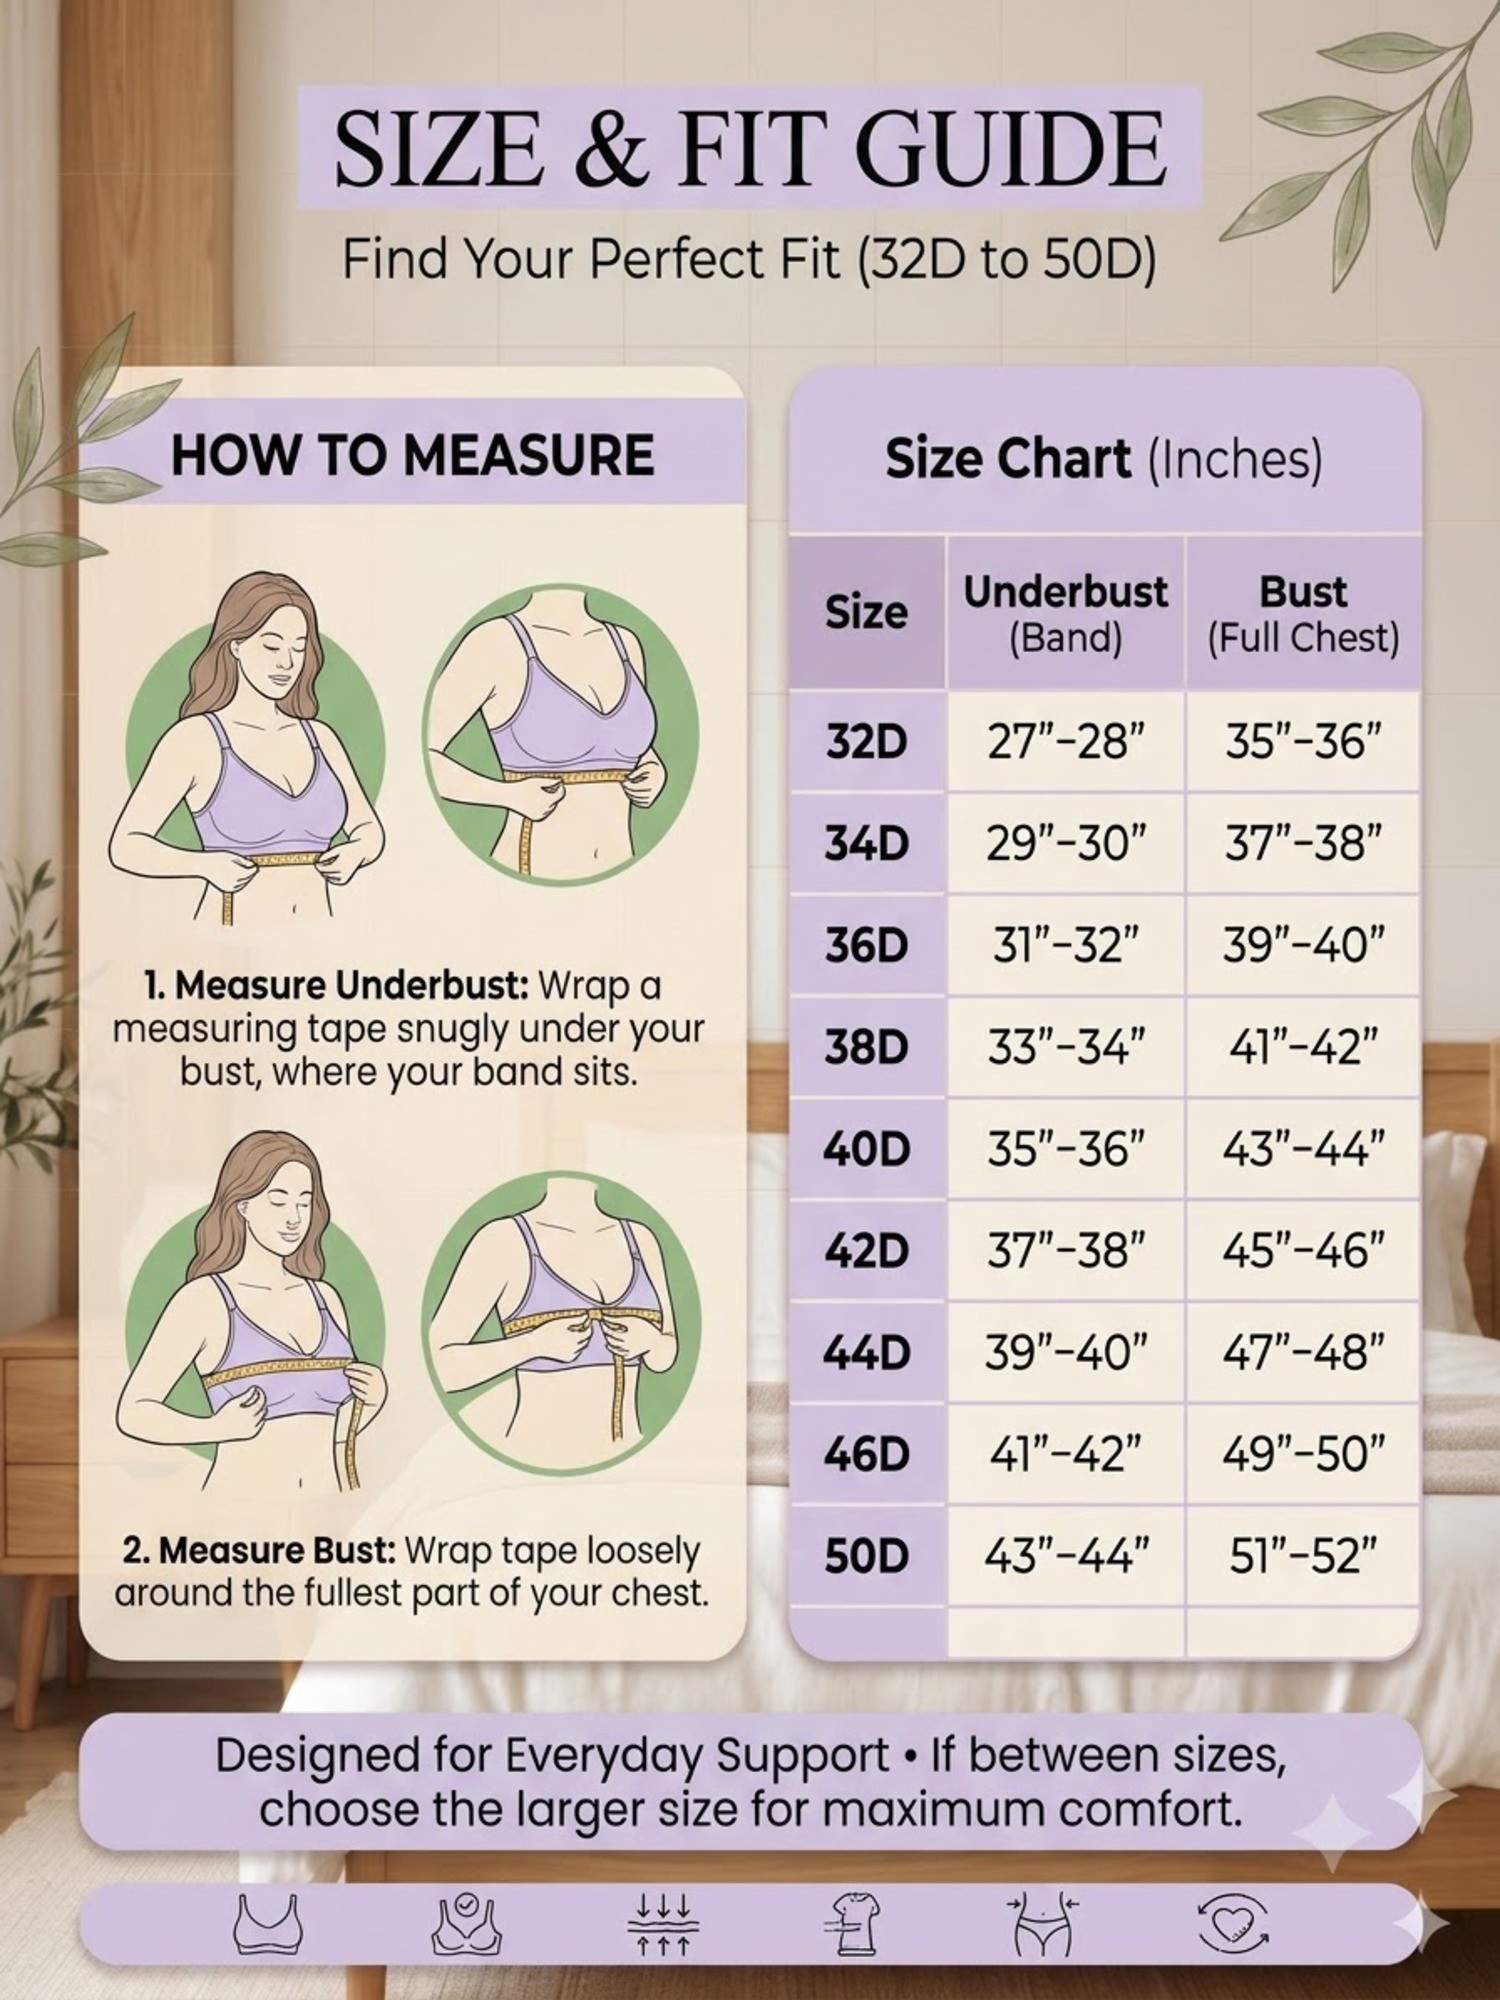 SIZE & FIT GUIDE
Find Your Perfect Fit (32D to 50D)
HOW TO MEASURE
1. Measure Underbust: Wrap a
measuring tape snugly under your
bust, where your band sits.
2. Measure Bust: Wrap tape loosely
around the fullest part of your chest.
Size Chart (Inches)
Size Underbust (Band) Bust (Full Chest)
32D 27”–28” 35”–36”
34D 29”–30” 37”–38”
36D 31”–32” 39”–40”
38D 33”–34” 41”–42”
40D 35”–36” 43”–44”
42D 37”–38” 45”–46”
44D 39”–40” 47”–48”
46D 41”–42” 49”–50”
50D 43”–44” 51”–52”
Designed for Everyday Support • If between sizes,
choose the larger size for maximum comfort.